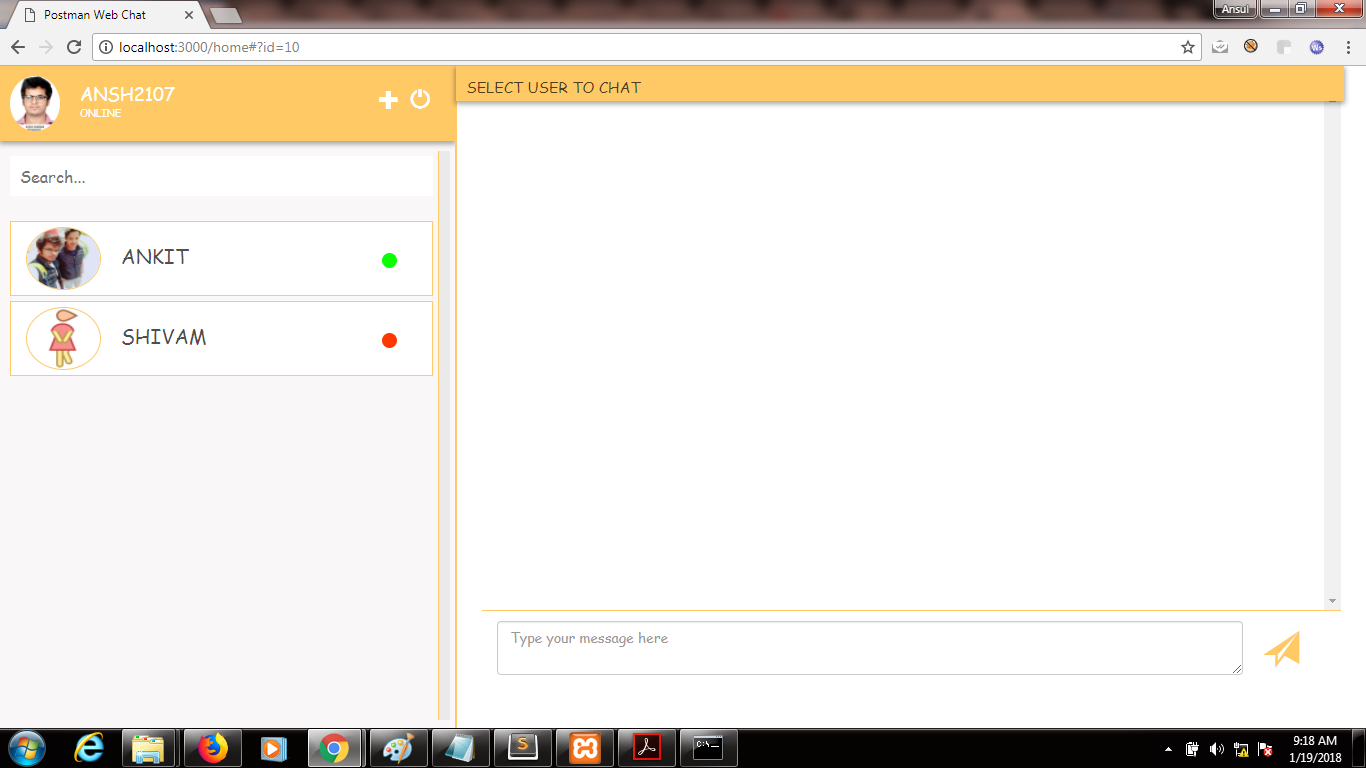 Postman Web Chat
Ansul
localhost:3000/home#?id=10
ANSH2107
ONLINE
SELECT USER TO CHAT
Search...
ANKIT
SHIVAM
Type your message here
9:18 AM
1/19/2018